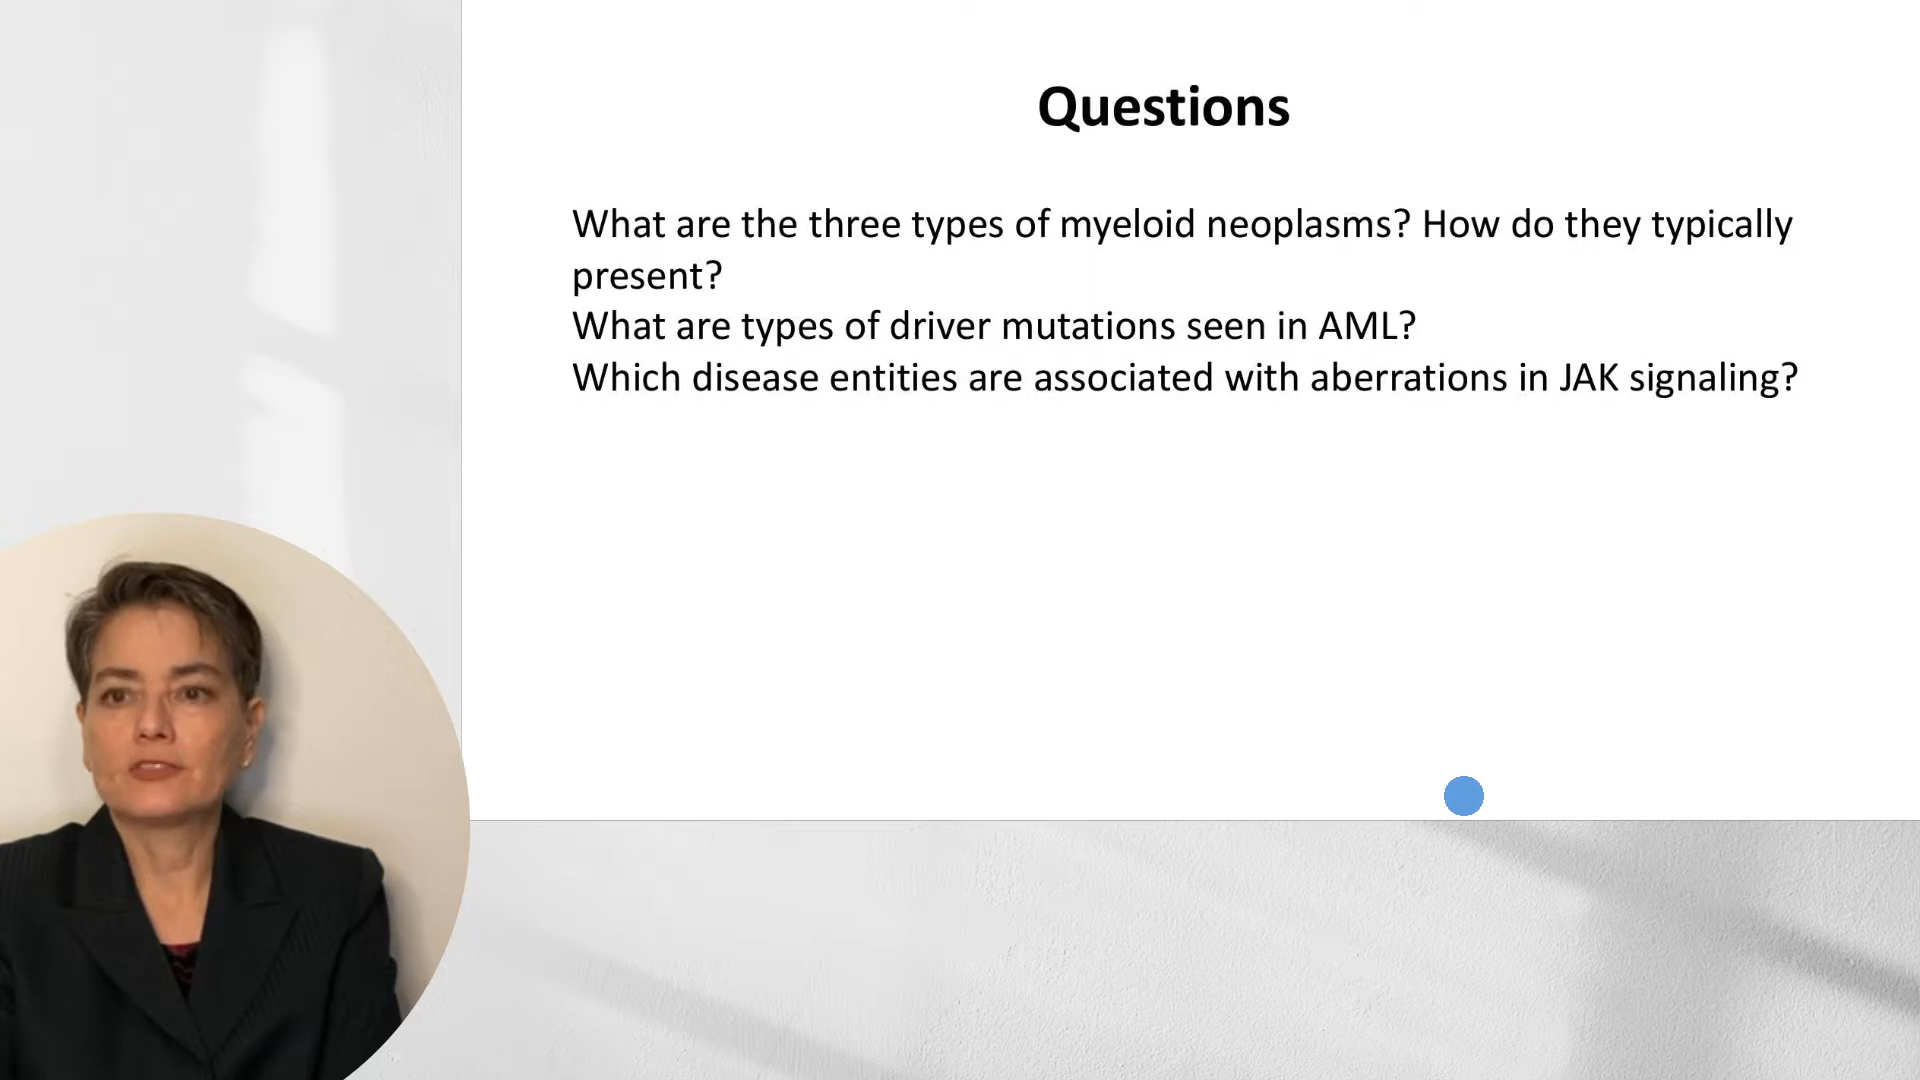 Questions
What are the three types of myeloid neoplasms? How do they typically
present?
What are types of driver mutations seen in AML?
Which disease entities are associated with aberrations in JAK signaling?